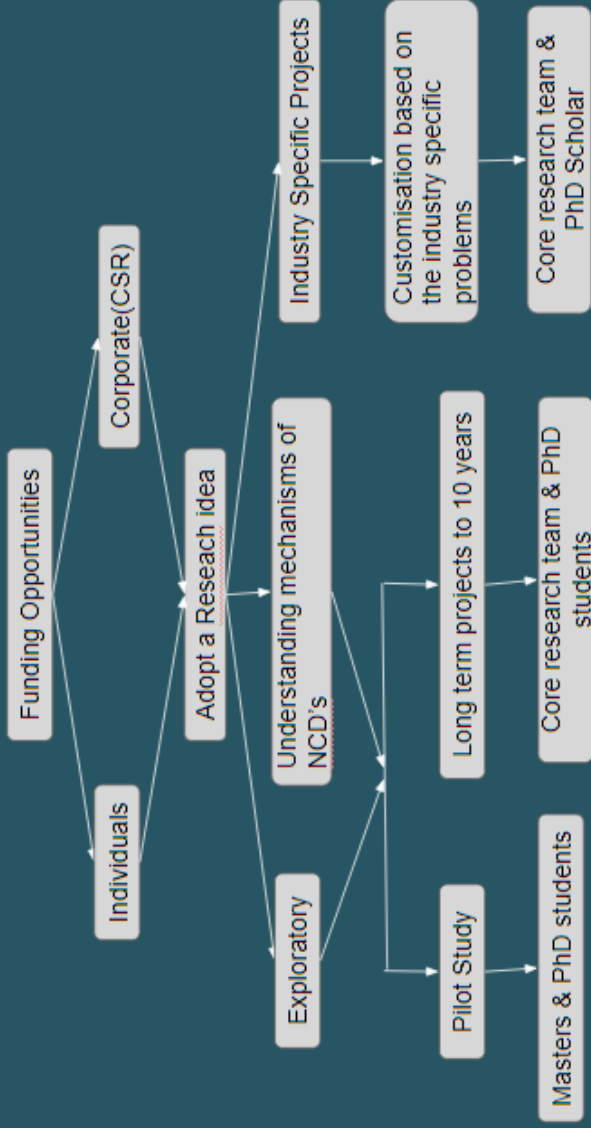 Funding Opportunities
Individuals
Corporate(CSR)
Adopt a Reseach idea
Exploratory
Understanding mechanisms of
NCD's
Industry Specific Projects
Customisation based on
the industry specific
problems
Pilot Study
Long term projects to 10 years
Masters & PhD students
Core research team & PhD
students
Core research team &
PhD Scholar